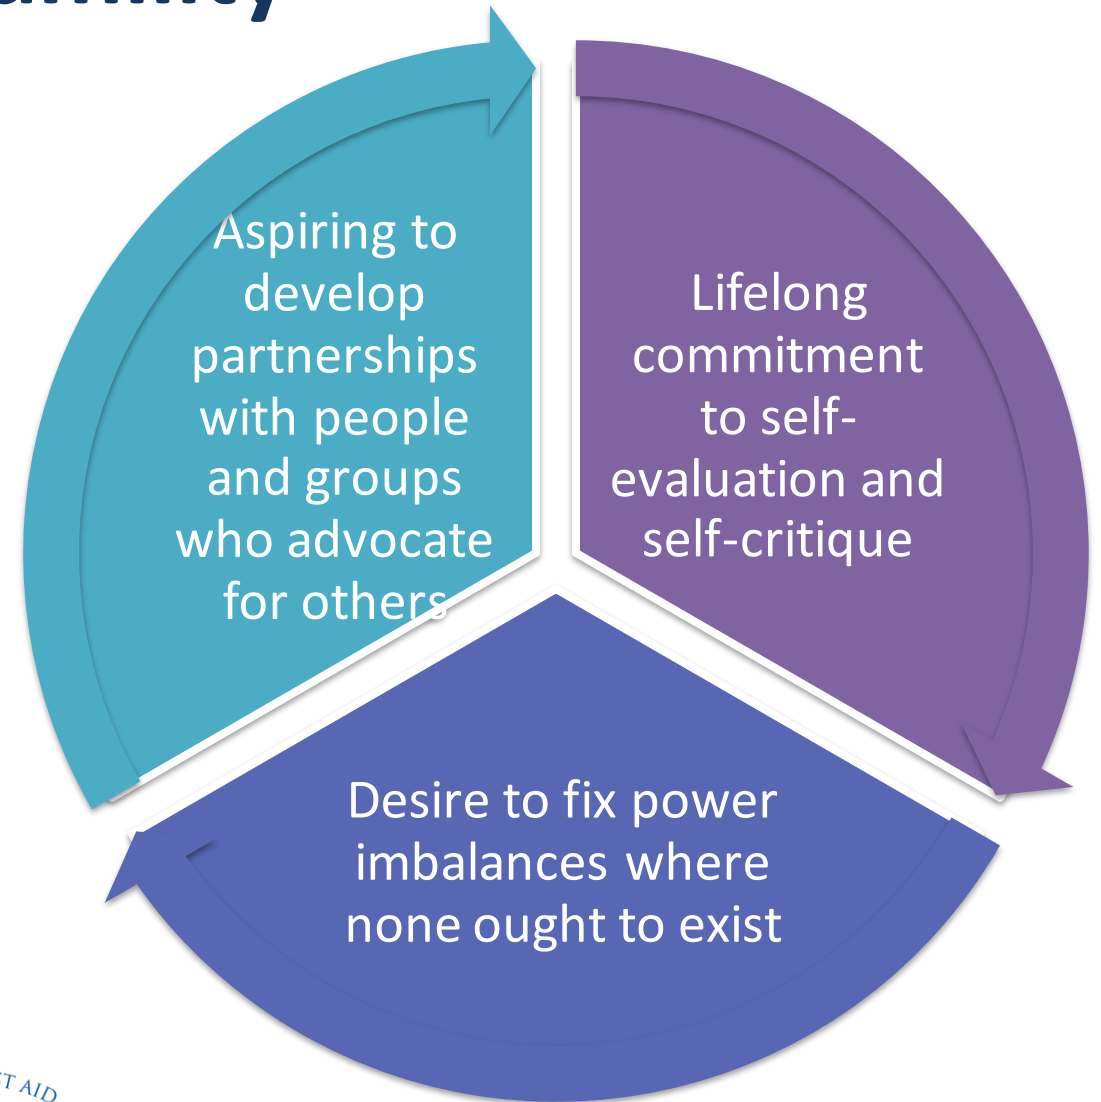 Aspiring to
develop
partnerships
with people
and groups
who advocate
for others
Lifelong
commitment
to self-
evaluation and
self-critique
Desire to fix power
imbalances where
none ought to exist
AID